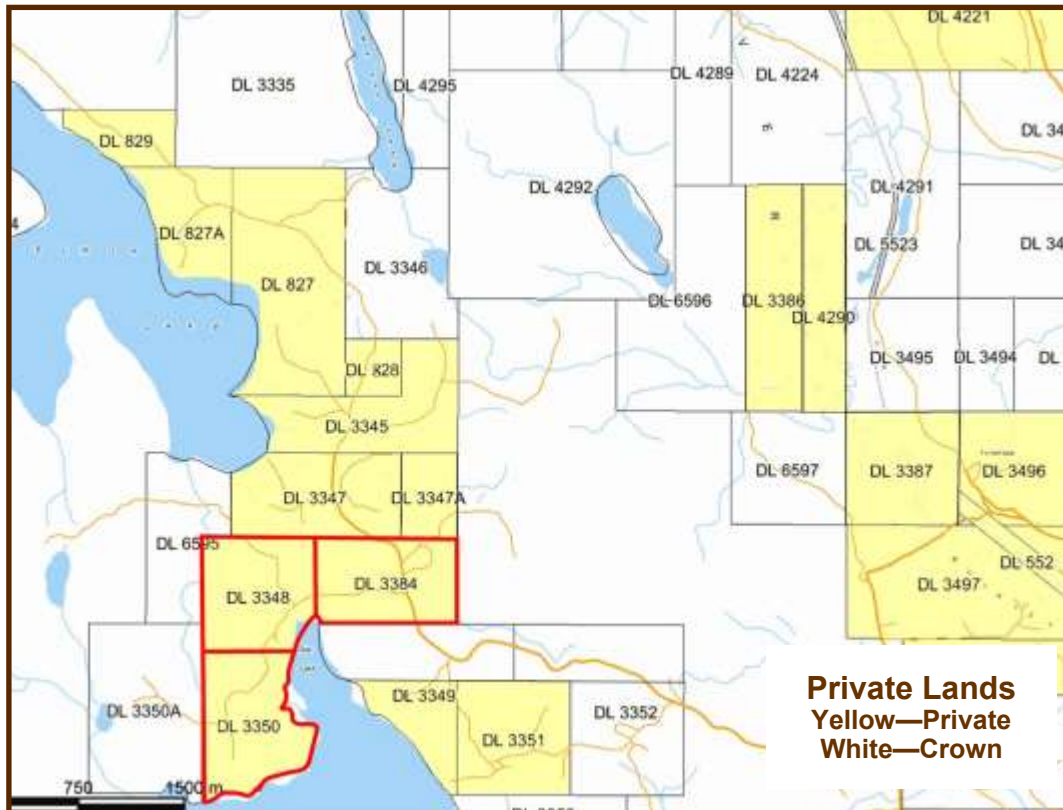 DL 4221
DL 3335
DL 4295
DL 4289
DL 4224
DL 34
DL 829
DL 4292
DL 4291
DL 827A
DL 5523
DL 34
DL 3346
DL 827
DL 6596
DL 3386
DL 4290
DL 3495
DL 3494
DL
DL 828
DL 3345
DL 6597
DL 3387
DL 3496
DL 3347
DL 3347A
DL 6595
DL 552
DL 3384
DL 3497
DL 3348
DL 3349
DL 3350A
DL 3350
DL 3351
DL 3352
Private Lands
Yellow—Private
White—Crown
750 1500 m